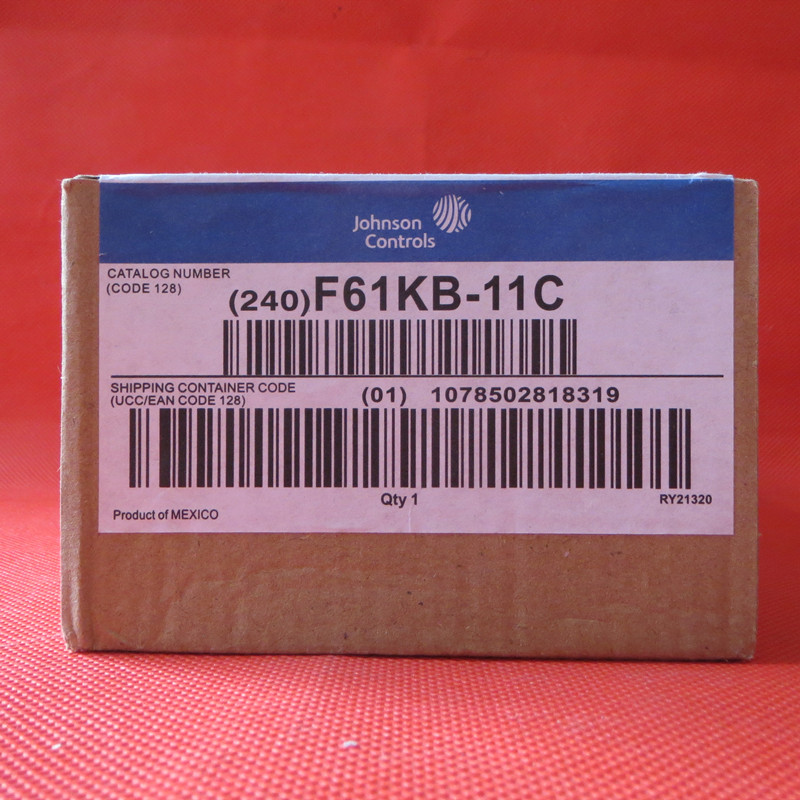 Johnson
Controls
CATALOG NUMBER
(CODE 128)
(240)F61KB-11C
SHIPPING CONTAINER CODE
(UCC/EAN CODE 128)
(01) 1078502818319
Qty 1
RY21320
Product of MEXICO